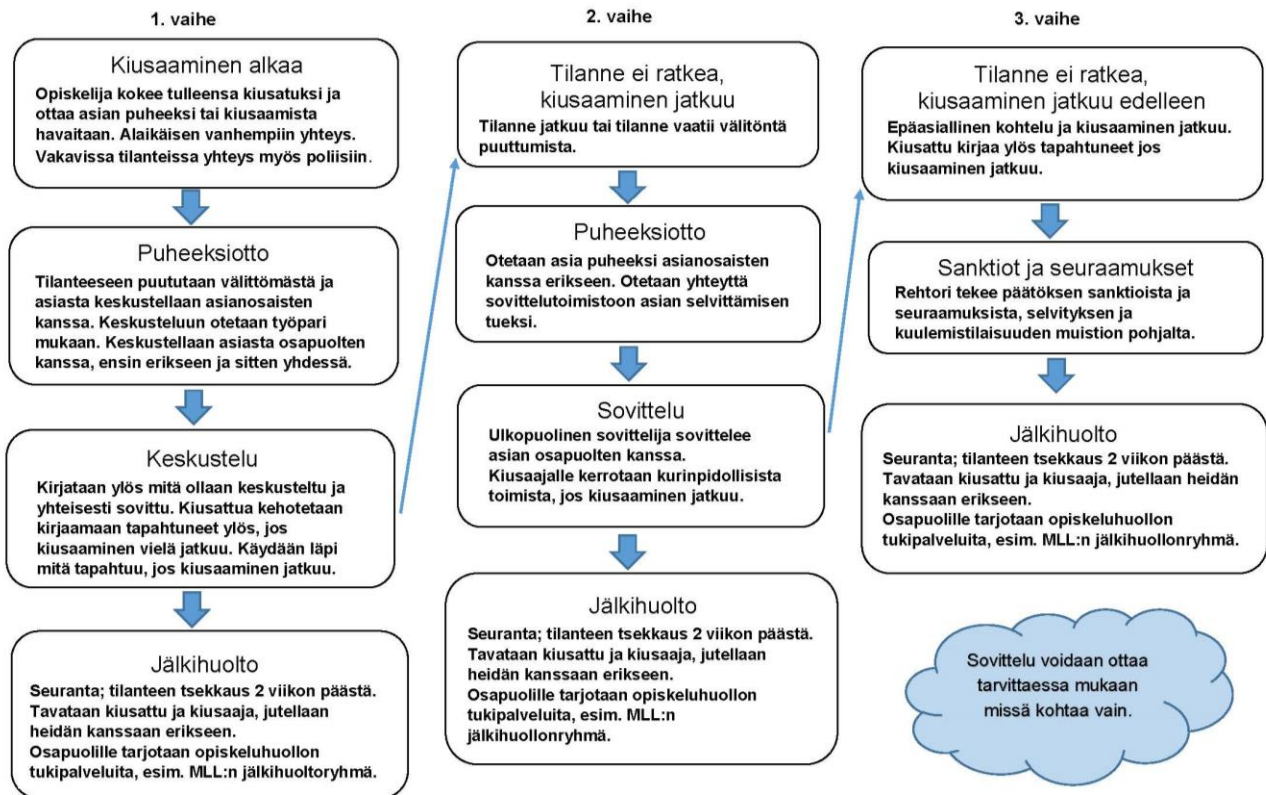 1. vaihe
Kiusaaminen alkaa
Opiskelija kokee tulleensa kiusatuksi ja
ottaa asian puheeksi tai kiusaamista
havaitaan. Alaikäisen vanhempiin yhteys.
Vakavissa tilanteissa yhteys myös poliisiin.
Puheeksiotto
Tilanteeseen puututaan välittömästä ja
asiasta keskustellaan asianosaisten
kanssa. Keskusteluun otetaan työpari
mukaan. Keskustellaan asiasta osapuolten
kanssa, ensin erikseen ja sitten yhdessä.
Keskustelu
Kirjataan ylös mitä ollaan keskusteltu ja
yhteisesti sovittu. Kiusattua kehotetaan
kirjaamaan tapahtuneet ylös, jos
kiusaaminen vielä jatkuu. Käydään läpi
mitä tapahtuu, jos kiusaaminen jatkuu.
Jälkihuolto
Seuranta; tilanteen tsekkaus 2 viikon päästä.
Tavataan kiusattu ja kiusaaja, jutellaan
heidän kanssaan erikseen.
Osapuolille tarjotaan opiskeluhuollon
tukipalveluita, esim. MLL:n jälkihuoltoryhmä.
2. vaihe
Tilanne ei ratkea,
kiusaaminen jatkuu
Tilanne jatkuu tai tilanne vaatii välitöntä
puuttumista.
Puheeksiotto
Otetaan asia puheeksi asianosaisten
kanssa erikseen. Otetaan yhteyttä
sovittelutoimistoon asian selvittämisen
tueksi.
Sovittelu
Ulkopuolinen sovittelija sovittelee
asian osapuolten kanssa.
Kiusaajalle kerrotaan kurinpidollisista
toimista, jos kiusaaminen jatkuu.
Jälkihuolto
Seuranta; tilanteen tsekkaus 2 viikon päästä.
Tavataan kiusattu ja kiusaaja, jutellaan
heidän kanssaan erikseen.
Osapuolille tarjotaan opiskeluhuollon
tukipalveluita, esim. MLL:n
jälkihuollonryhmä.
3. vaihe
Tilanne ei ratkea,
kiusaaminen jatkuu edelleen
Epäasiallinen kohtelu ja kiusaaminen jatkuu.
Kiusattu kirjaa ylös tapahtuneet jos
kiusaaminen jatkuu.
Sanktiot ja seuraamukset
Rehtori tekee päätöksen sanktioista ja
seuraamuksista, selvityksen ja
kuulemistilaisuuden muistion pohjalta.
Jälkihuolto
Seuranta; tilanteen tsekkaus 2 viikon päästä.
Tavataan kiusattu ja kiusaaja, jutellaan heidän
kanssaan erikseen.
Osapuolille tarjotaan opiskeluhuollon
tukipalveluita, esim. MLL:n jälkihuollonryhmä.
Sovittelu voidaan ottaa
tarvittaessa mukaan
missä kohtaa vain.